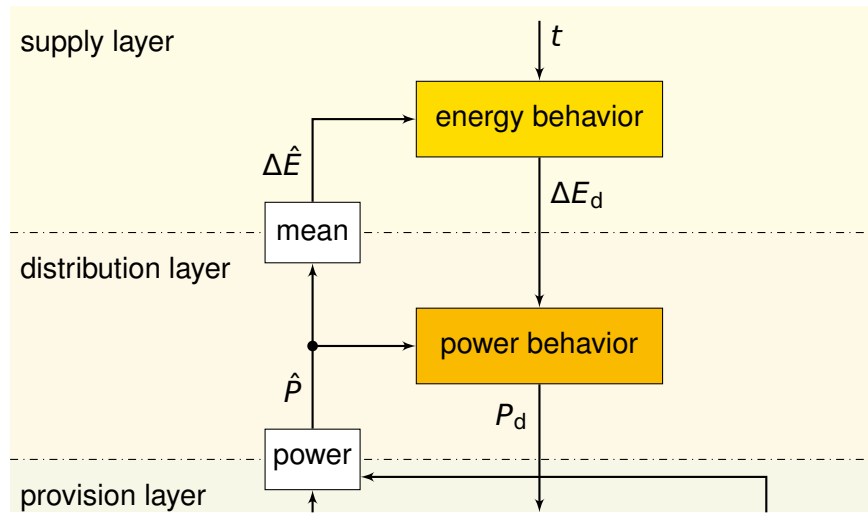 supply layer
t
energy behavior
ΔÊ
ΔE_d
mean
distribution layer
power behavior
P̂
P_d
power
provision layer